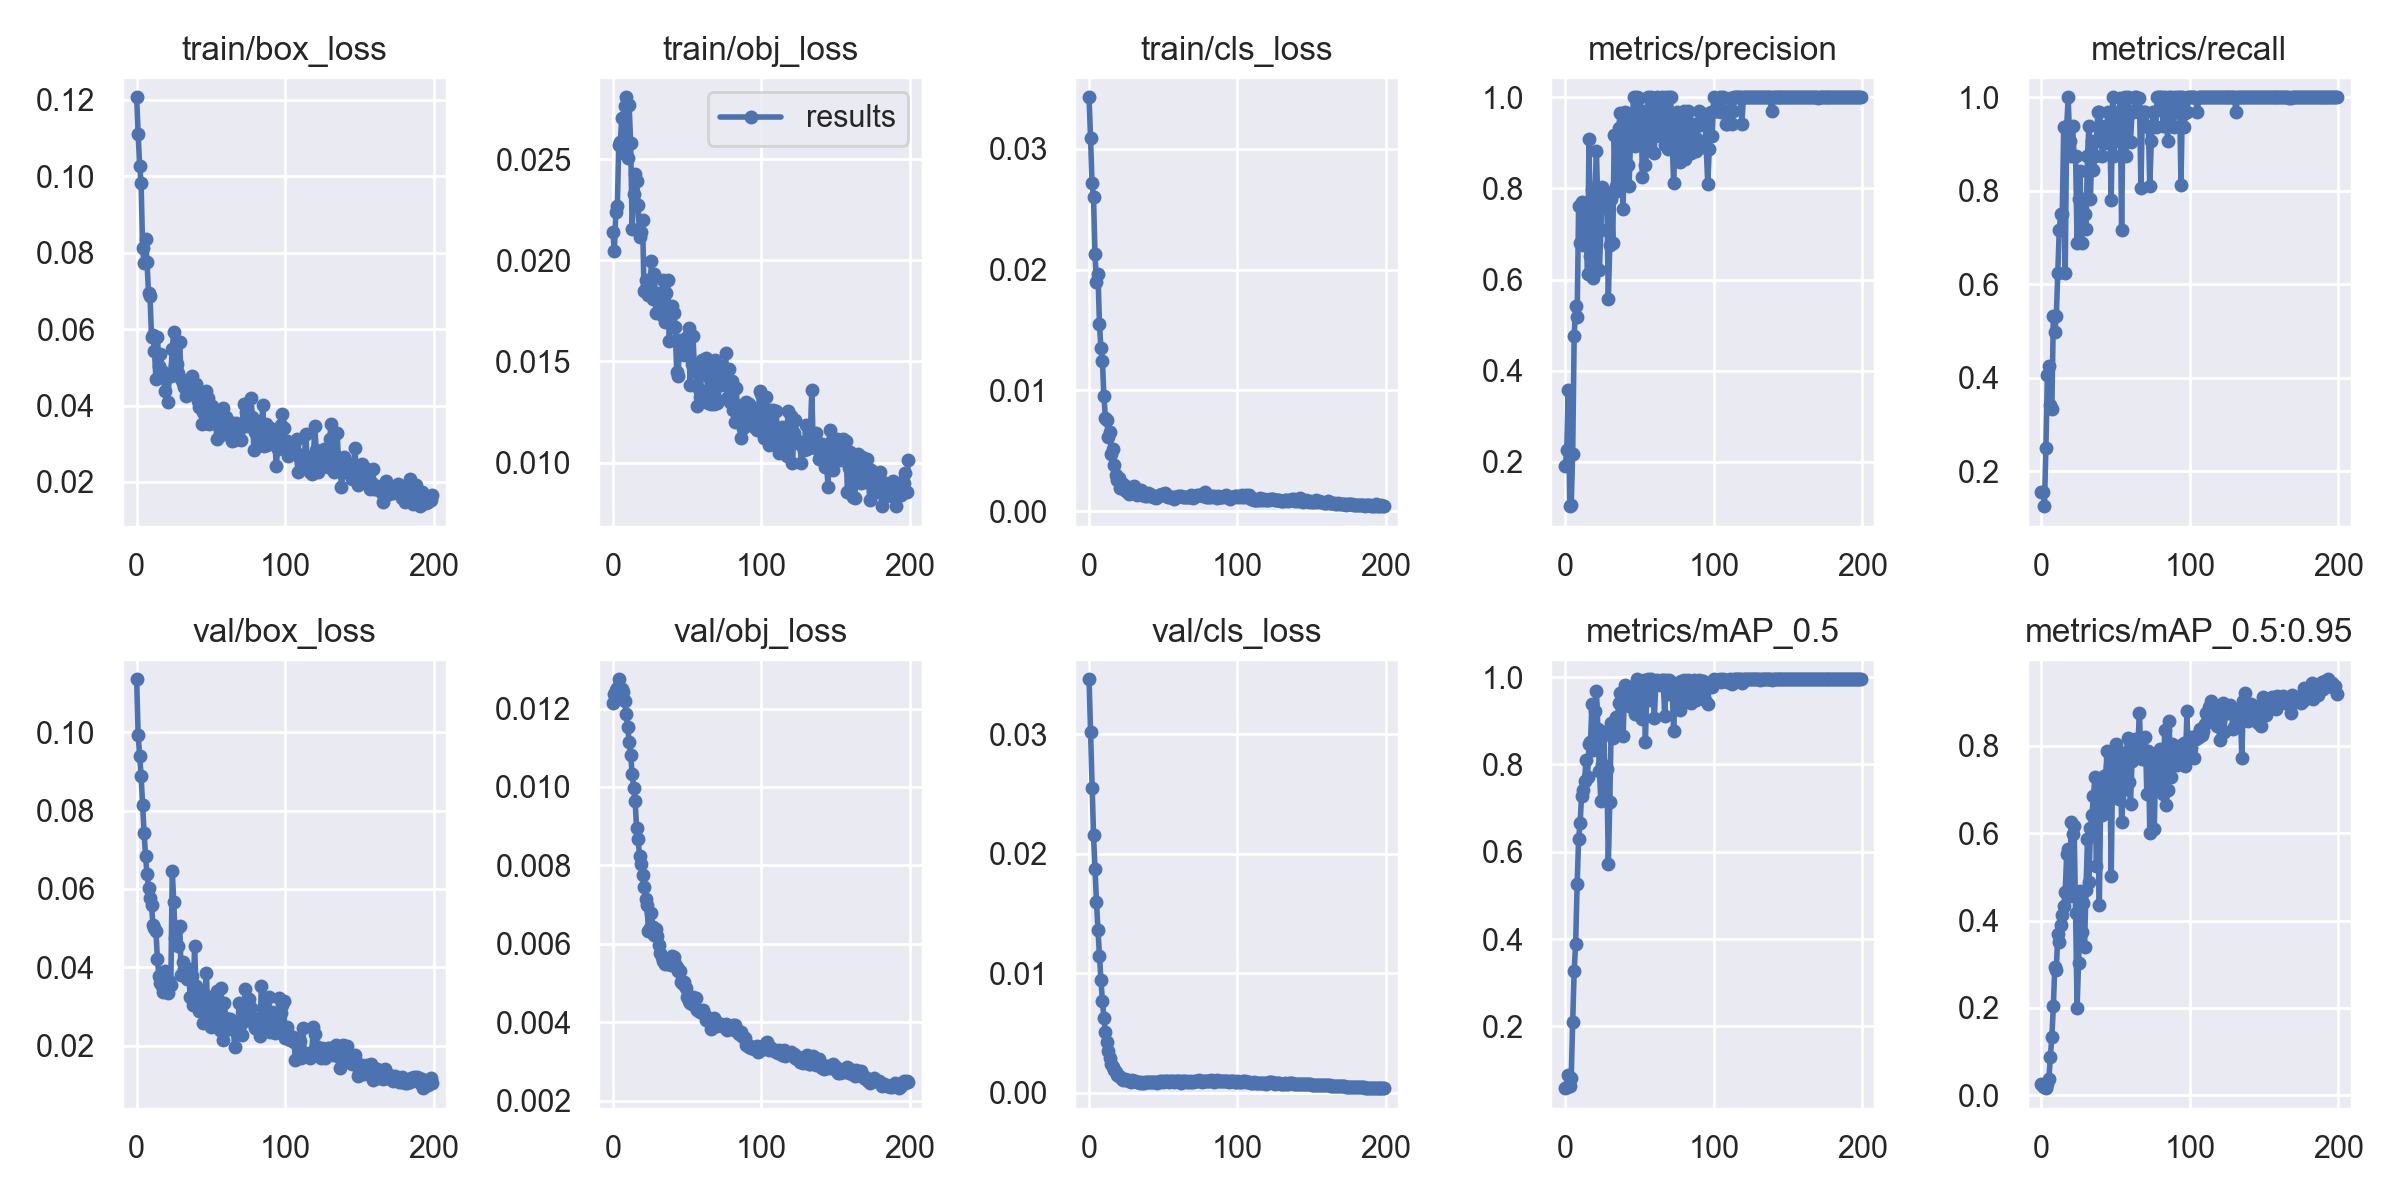 train/box_loss
train/obj_loss
train/cls_loss
metrics/precision
metrics/recall
0.12
0.10
0.08
0.06
0.04
0.02
0 100 200
results
0.025
0.020
0.015
0.010
0 100 200
0.03
0.02
0.01
0.00
0 100 200
1.0
0.8
0.6
0.4
0.2
0 100 200
1.0
0.8
0.6
0.4
0.2
0 100 200
val/box_loss
val/obj_loss
val/cls_loss
metrics/mAP_0.5
metrics/mAP_0.5:0.95
0.10
0.08
0.06
0.04
0.02
0 100 200
0.012
0.010
0.008
0.006
0.004
0.002
0 100 200
0.03
0.02
0.01
0.00
0 100 200
1.0
0.8
0.6
0.4
0.2
0 100 200
0.8
0.6
0.4
0.2
0.0
0 100 200